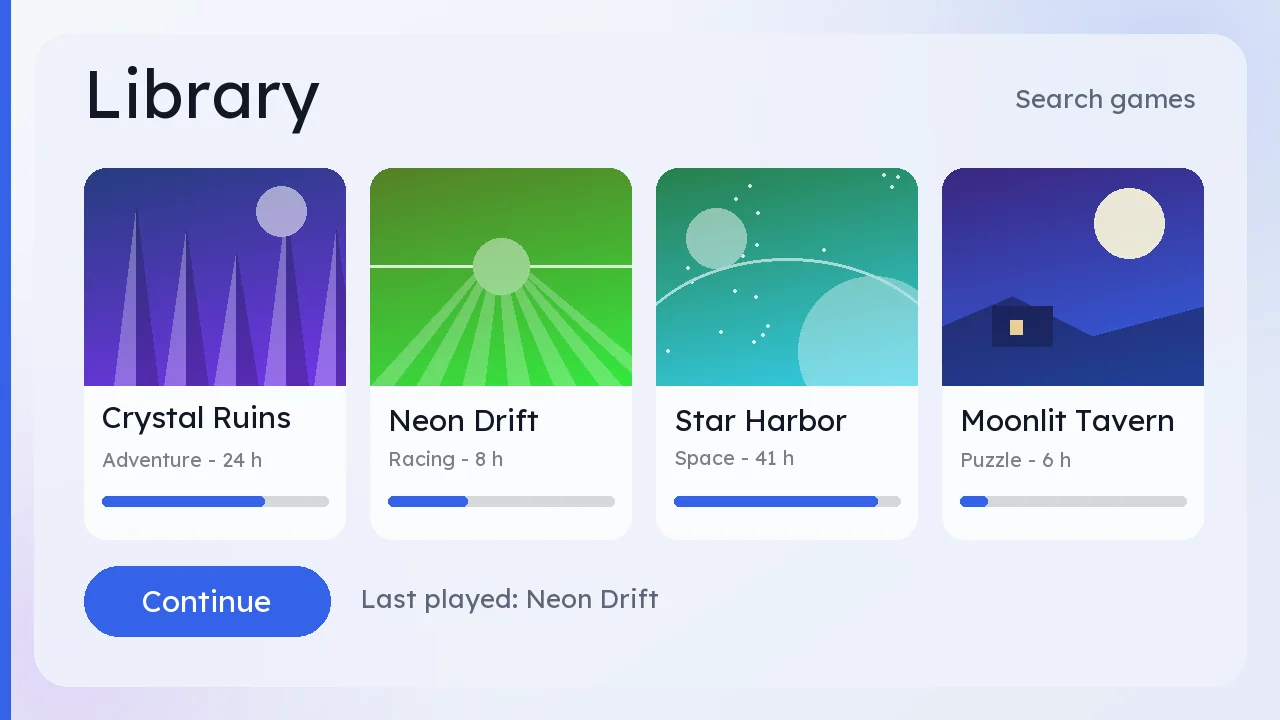 Library
Search games
Crystal Ruins
Adventure - 24 h
Neon Drift
Racing - 8 h
Star Harbor
Space - 41 h
Moonlit Tavern
Puzzle - 6 h
Continue
Last played: Neon Drift